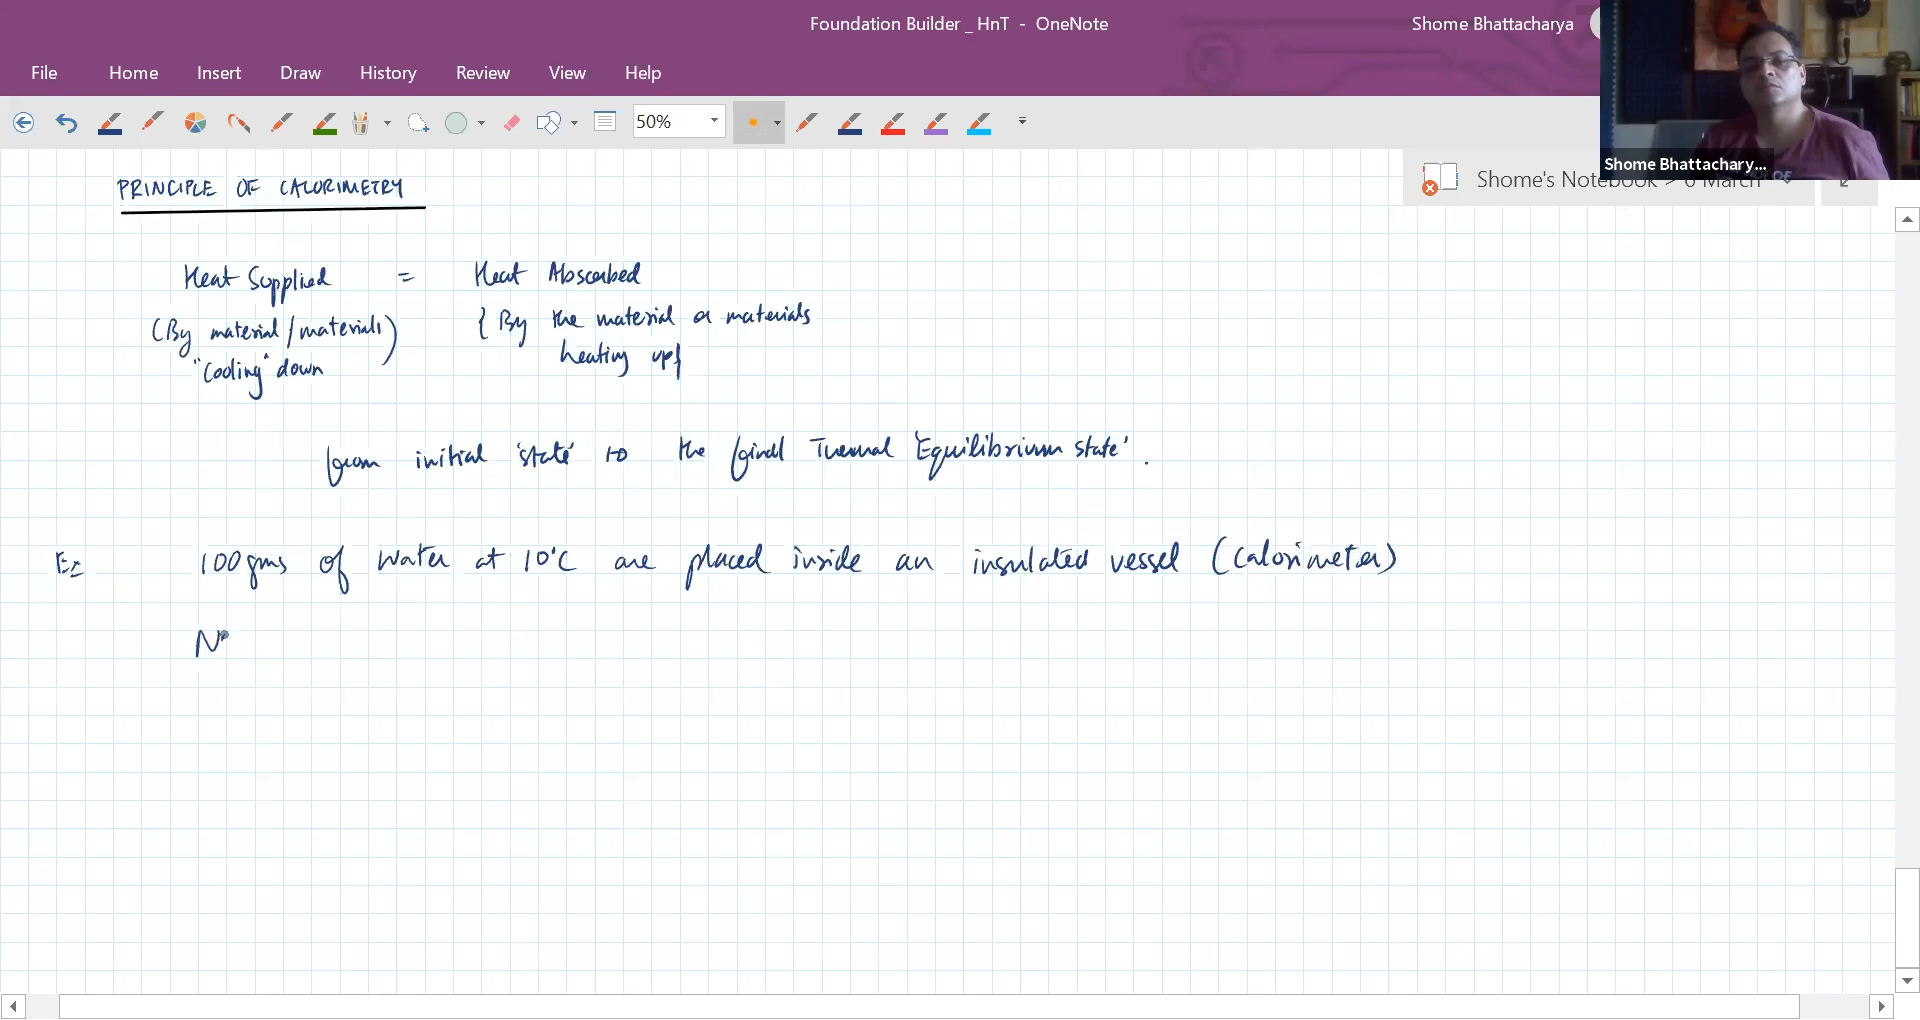 Foundation Builder _ HnT - OneNote
Shome Bhattacharya
File Home Insert Draw History Review View Help
50%
Shome Bhattachary...
Shome's Notebook > 6 March
PRINCIPLE OF CALORIMETRY
Heat Supplied = Heat Absorbed
(By material/materials) {By the material or materials
"Cooling" down heating up}
from initial 'state' to the final Thermal 'Equilibrium state'.
Ex 100gms of Water at 10°C are placed inside an insulated vessel (Calorimeter)